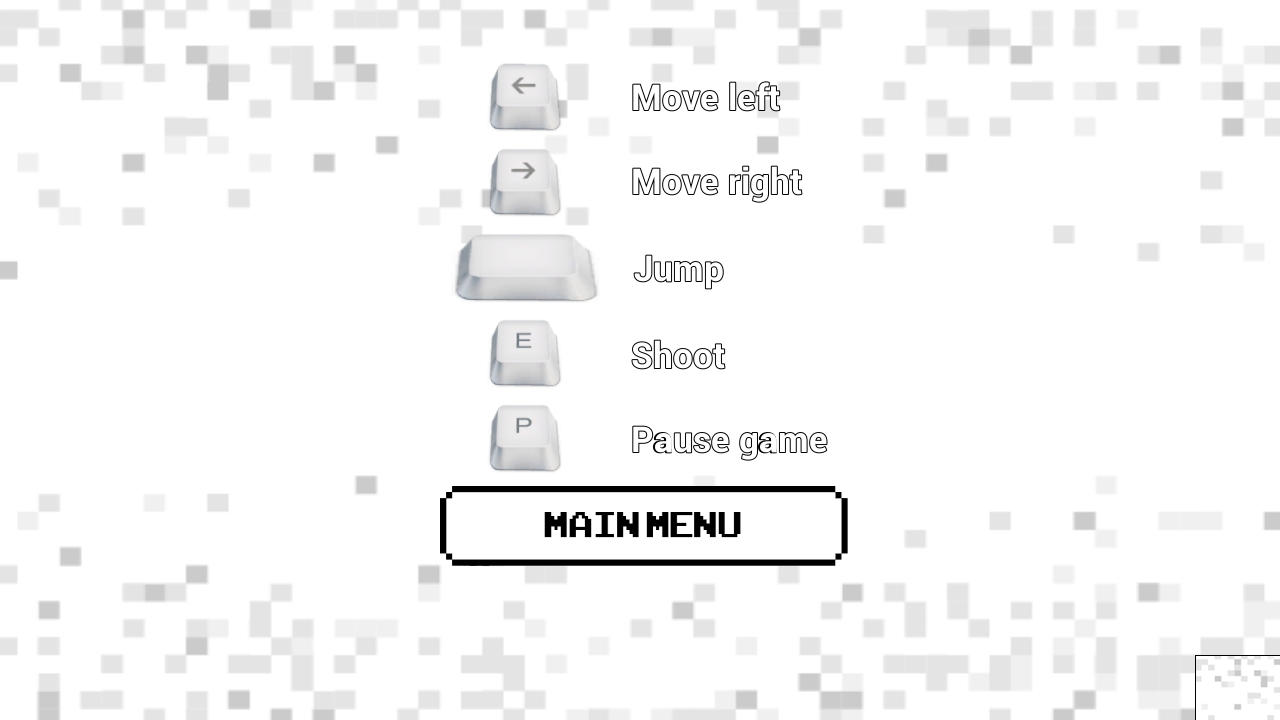 ← Move left
→ Move right
Jump
E Shoot
P Pause game
MAIN MENU